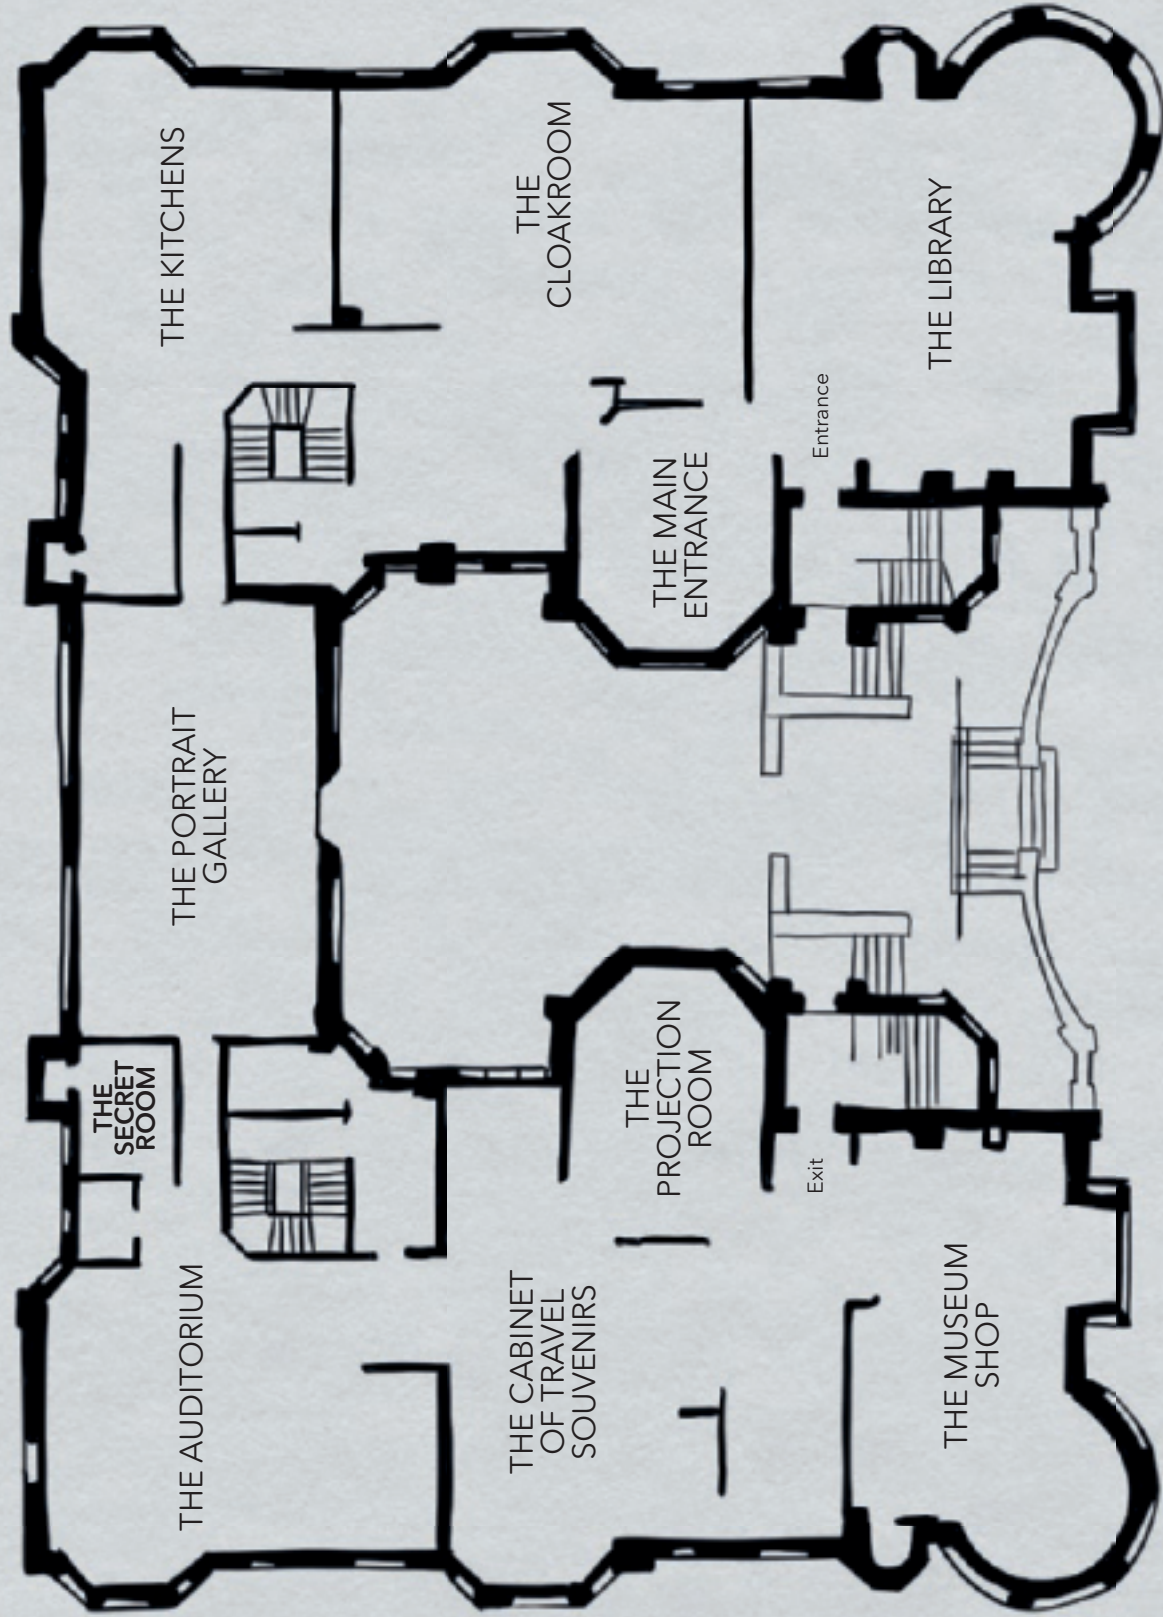 THE KITCHENS
THE
CLOAKROOM
THE LIBRARY
Entrance
THE MAIN
ENTRANCE
THE PORTRAIT
GALLERY
THE
SECRET
ROOM
THE
PROJECTION
ROOM
Exit
THE AUDITORIUM
THE CABINET
OF TRAVEL
SOUVENIRS
THE MUSEUM
SHOP